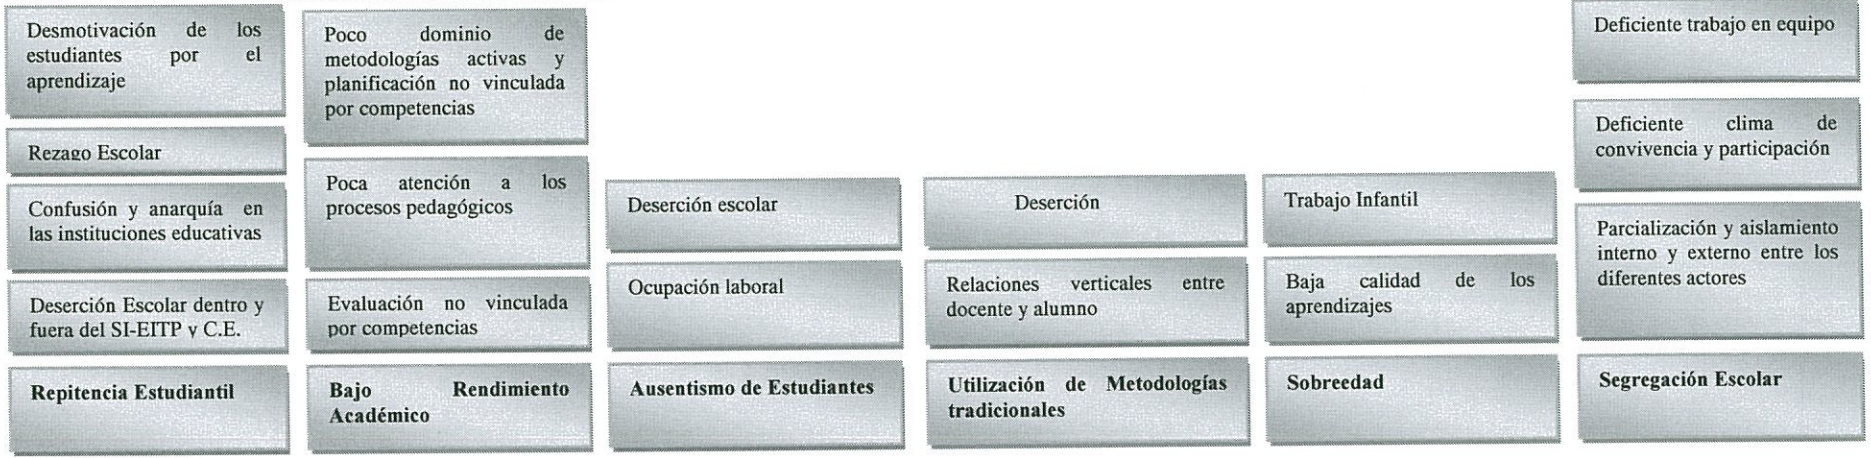 Desmotivación de los
estudiantes por el
aprendizaje
Rezago Escolar
Confusión y anarquía en
las instituciones educativas
Deserción Escolar dentro y
fuera del SI-EITP y C.E.
Repitencia Estudiantil
Poco dominio de
metodologías activas y
planificación no vinculada
por competencias
Poca atención a los
procesos pedagógicos
Evaluación no vinculada
por competencias
Bajo Rendimiento
Académico
Deserción escolar
Ocupación laboral
Ausentismo de Estudiantes
Deserción
Relaciones verticales entre
docente y alumno
Utilización de Metodologías
tradicionales
Trabajo Infantil
Baja calidad de los
aprendizajes
Sobreedad
Deficiente trabajo en equipo
Deficiente clima de
convivencia y participación
Parcialización y aislamiento
interno y externo entre los
diferentes actores
Segregación Escolar